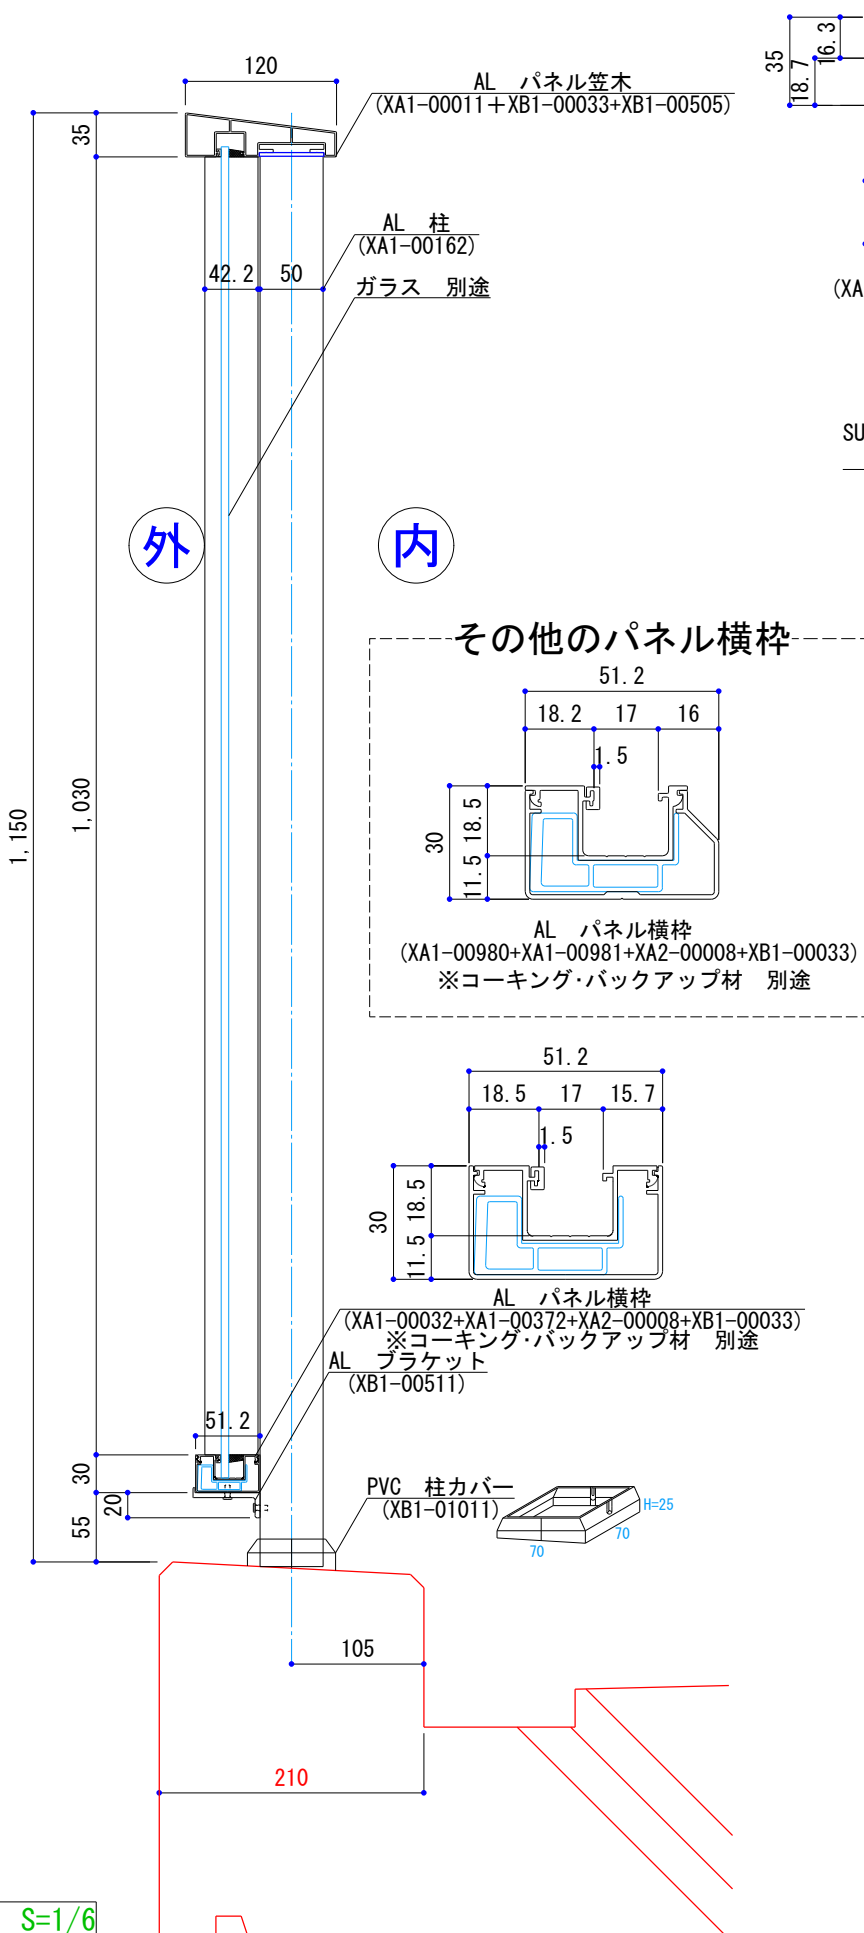 120
AL パネル笠木
(XA1-00011+XB1-00033+XB1-00505)
35
16.3
18.7
35
AL 柱
(XA1-00162)
42.2
50
ガラス 別途
(XA
SU
外
内
その他のパネル横枠
51.2
18.2
17
16
1.5
30
18.5
11.5
AL パネル横枠
(XA1-00980+XA1-00981+XA2-00008+XB1-00033)
※コーキング・バックアップ材 別途
1,150
1,030
51.2
18.5
17
15.7
1.5
30
18.5
11.5
AL パネル横枠
(XA1-00032+XA1-00372+XA2-00008+XB1-00033)
※コーキング・バックアップ材 別途
AL ブラケット
(XB1-00511)
51.2
30
20
55
PVC 柱カバー
(XB1-01011)
H=25
70
70
105
210
S=1/6